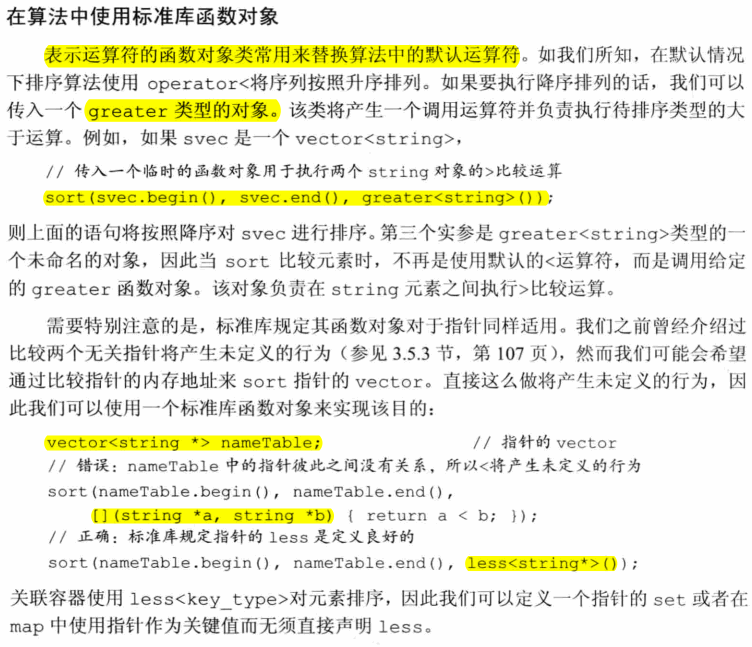 在算法中使用标准库函数对象
表示运算符的函数对象类常用来替换算法中的默认运算符。如我们所知，在默认情况
下排序算法使用 operator<将序列按照升序排列。如果要执行降序排列的话，我们可以
传入一个 greater 类型的对象。该类将产生一个调用运算符并负责执行待排序类型的大
于运算。例如，如果 svec 是一个 vector<string>，
// 传入一个临时的函数对象用于执行两个 string 对象的>比较运算
sort(svec.begin(), svec.end(), greater<string>());
则上面的语句将按照降序对 svec 进行排序。第三个实参是 greater<string>类型的一
个未命名的对象，因此当 sort 比较元素时，不再是使用默认的<运算符，而是调用给定
的 greater 函数对象。该对象负责在 string 元素之间执行>比较运算。
需要特别注意的是，标准库规定其函数对象对于指针同样适用。我们之前曾经介绍过
比较两个无关指针将产生未定义的行为（参见 3.5.3 节，第 107 页），然而我们可能会希望
通过比较指针的内存地址来 sort 指针的 vector。直接这么做将产生未定义的行为，因
此我们可以使用一个标准库函数对象来实现该目的：
vector<string *> nameTable; // 指针的 vector
// 错误：nameTable 中的指针彼此之间没有关系，所以<将产生未定义的行为
sort(nameTable.begin(), nameTable.end(),
[](string *a, string *b) { return a < b; });
// 正确：标准库规定指针的 less 是定义良好的
sort(nameTable.begin(), nameTable.end(), less<string*>());
关联容器使用 less<key_type>对元素排序，因此我们可以定义一个指针的 set 或者在
map 中使用指针作为关键值而无须直接声明 less。